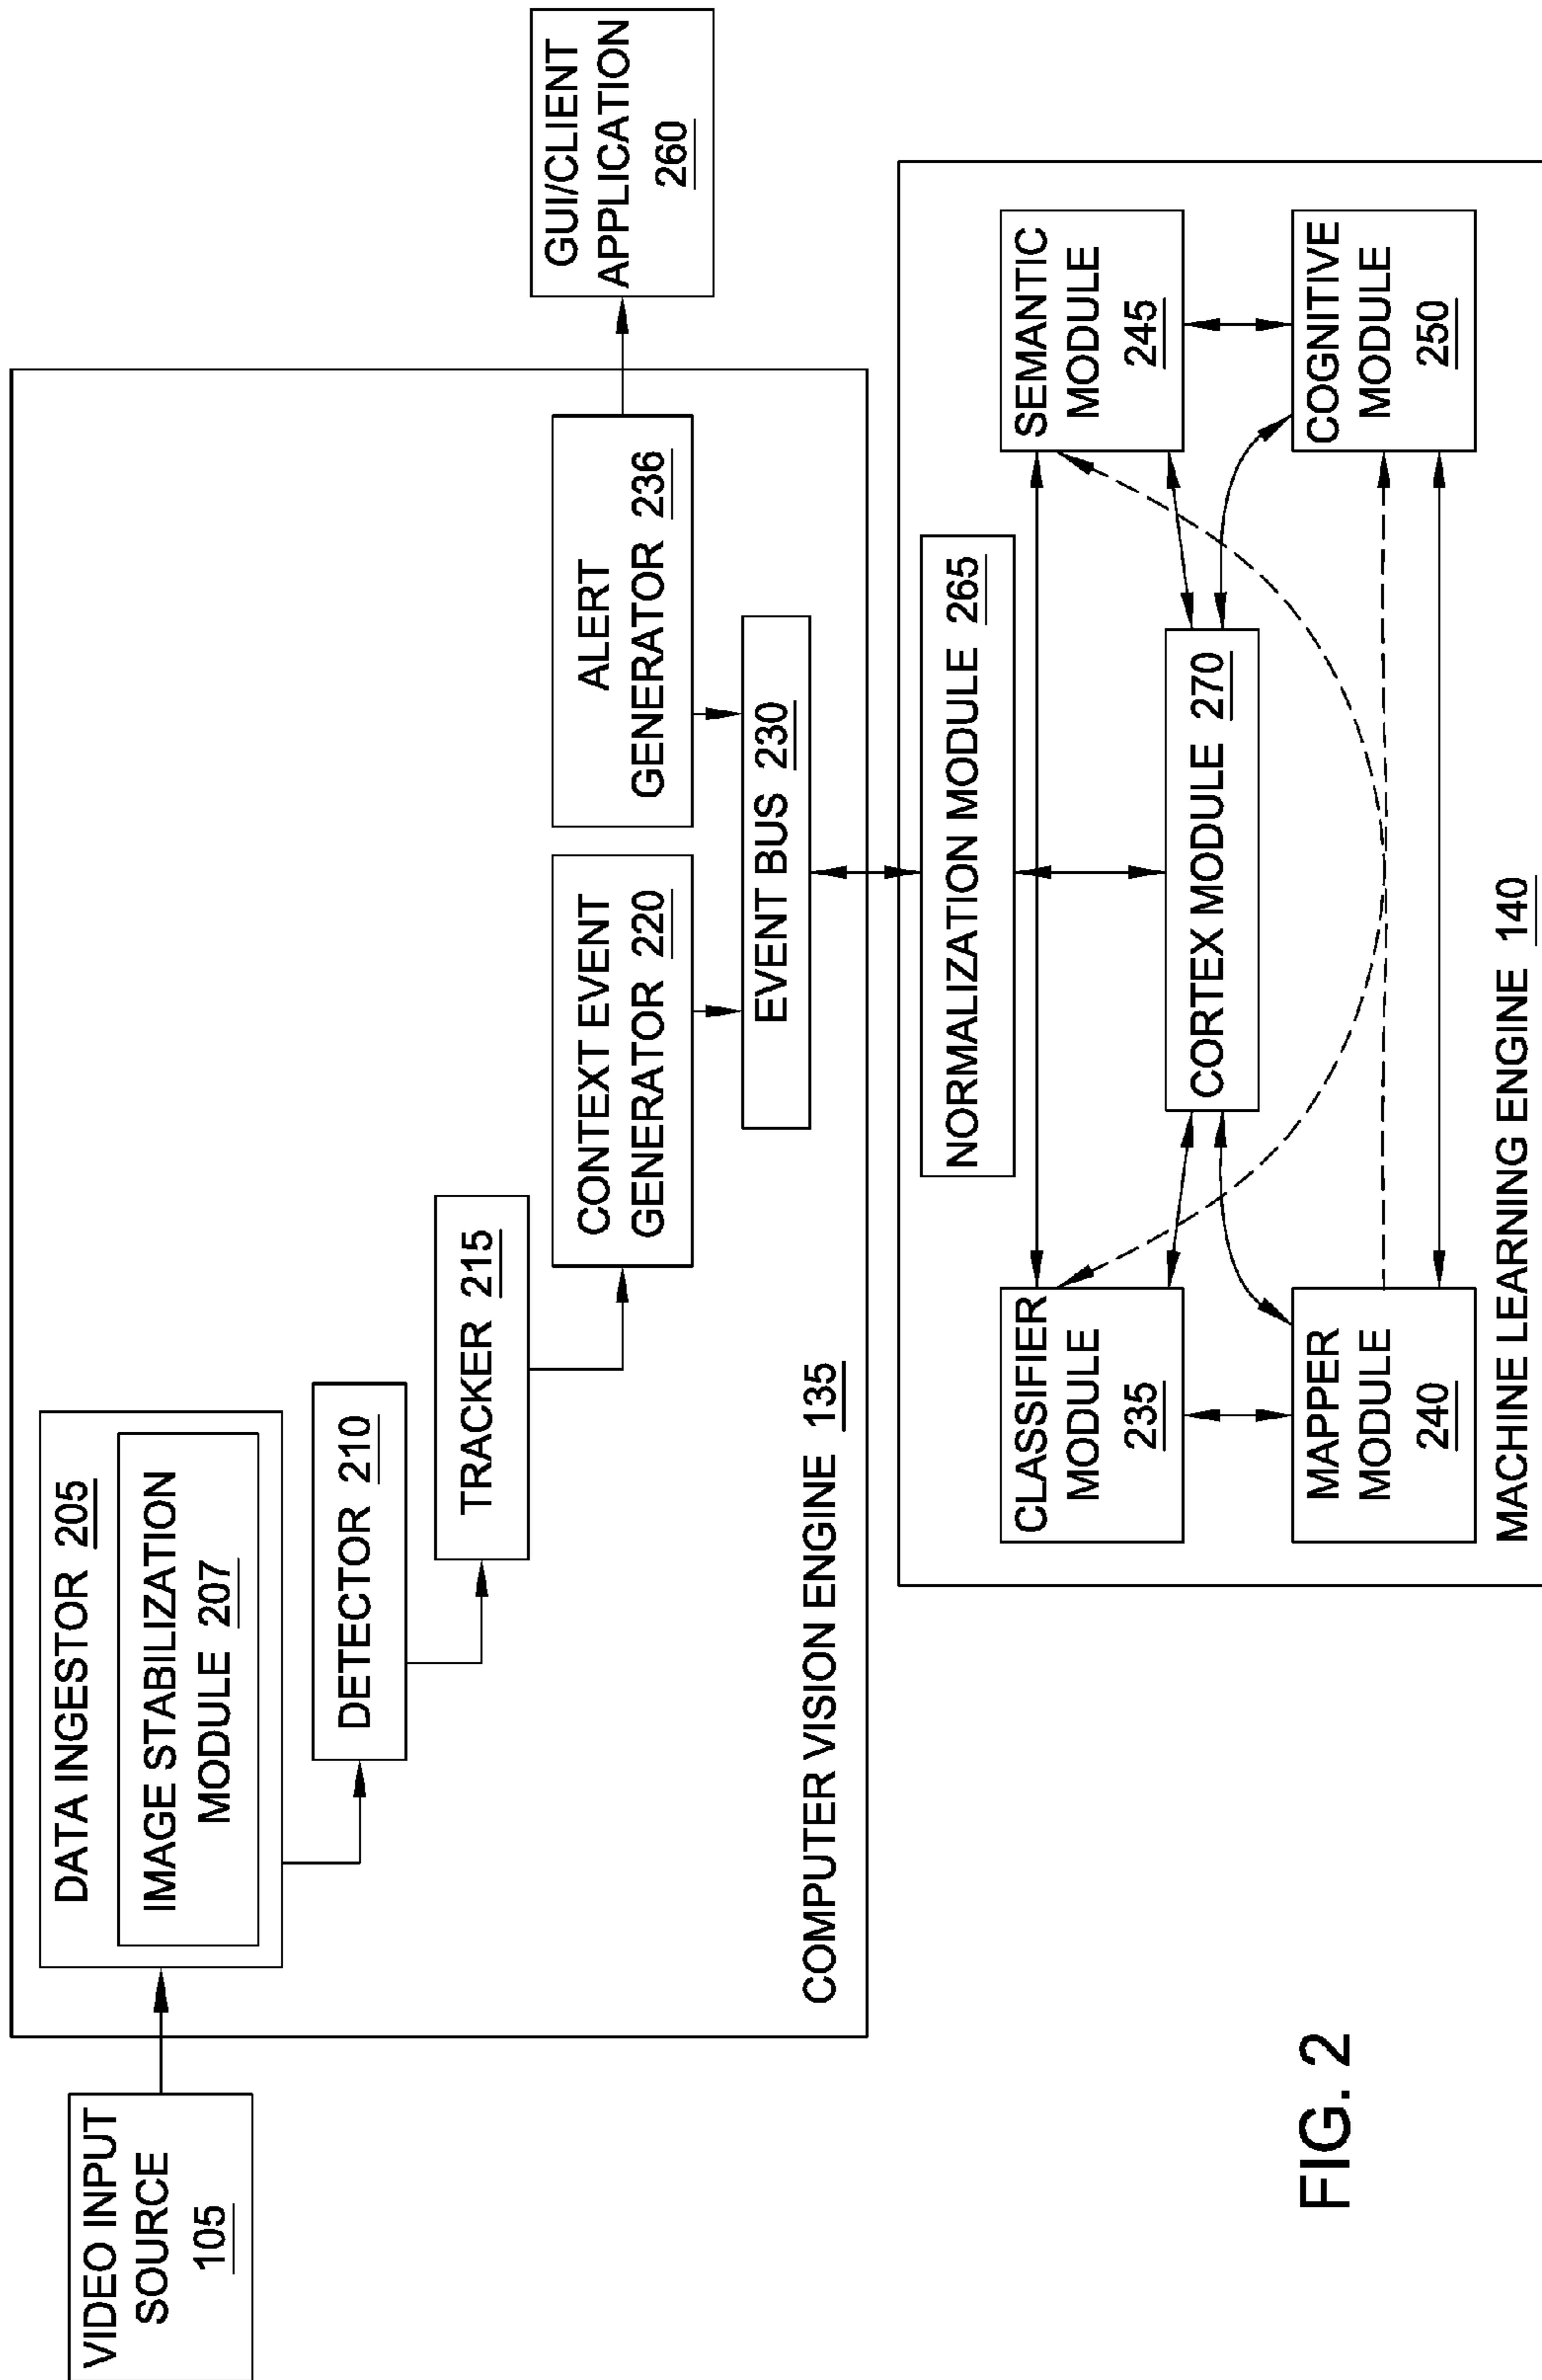 VIDEO INPUT
SOURCE
105
DATA INGESTOR 205
IMAGE STABILIZATION
MODULE 207
DETECTOR 210
TRACKER 215
CONTEXT EVENT
GENERATOR 220
ALERT
GENERATOR 236
EVENT BUS 230
COMPUTER VISION ENGINE 135
GUI/CLIENT
APPLICATION
260
NORMALIZATION MODULE 265
CLASSIFIER
MODULE
235
CORTEX MODULE 270
SEMANTIC
MODULE
245
MAPPER
MODULE
240
COGNITIVE
MODULE
250
MACHINE LEARNING ENGINE 140
FIG. 2